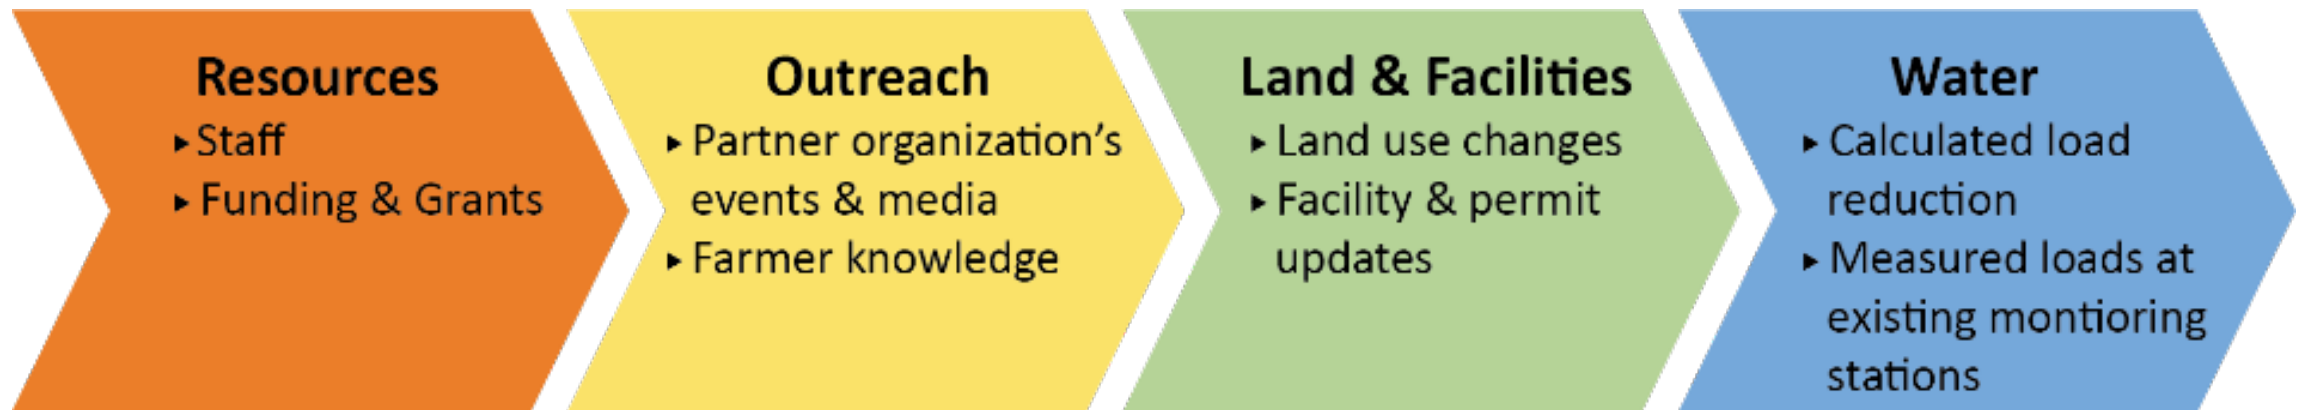 Resources
▸Staff
▸Funding & Grants
Outreach
▸Partner organization’s
events & media
▸Farmer knowledge
Land & Facilities
▸Land use changes
▸Facility & permit
updates
Water
▸Calculated load
reduction
▸Measured loads at
existing montioring
stations